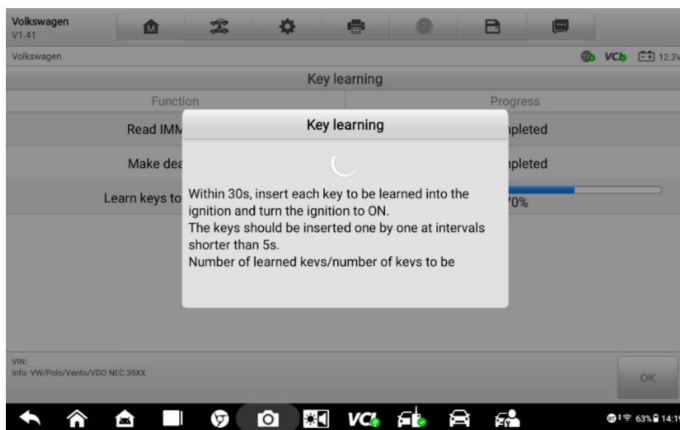 Volkswagen
V1.41
Volkswagen
VCI 12.3V
Key learning
Function Progress
Read IMM
pleted
Make dea
pleted
Learn keys to
70%
Key learning
Within 30s, insert each key to be learned into the
ignition and turn the ignition to ON.
The keys should be inserted one by one at intervals
shorter than 5s.
Number of learned keys/number of keys to be
VIN:
Info: VW/Polo/Vento/VDO NEC 35XX
OK
VCI 63% 14:19